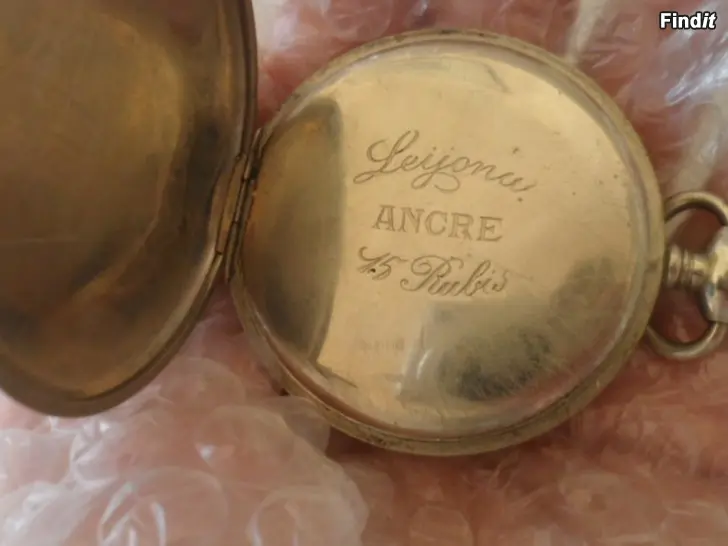 Findit
Leijona
ANCRE
15 Rubis